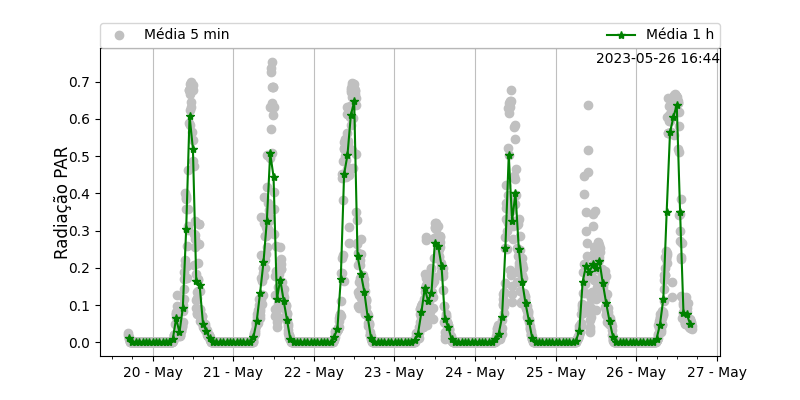 Média 5 min
Média 1 h
2023-05-26 16:44
Radiação PAR
0.7
0.6
0.5
0.4
0.3
0.2
0.1
0.0
20 - May
21 - May
22 - May
23 - May
24 - May
25 - May
26 - May
27 - May